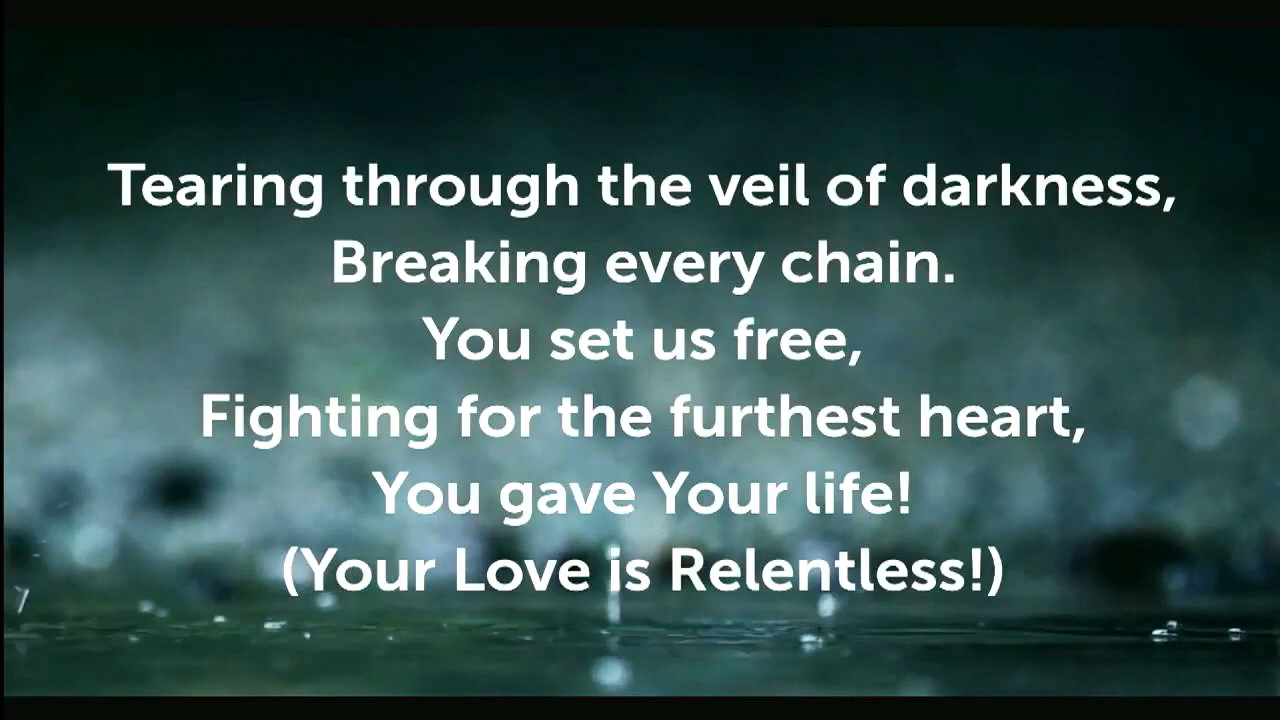 Tearing through the veil of darkness,
Breaking every chain.
You set us free,
Fighting for the furthest heart,
You gave Your life!
(Your Love is Relentless!)